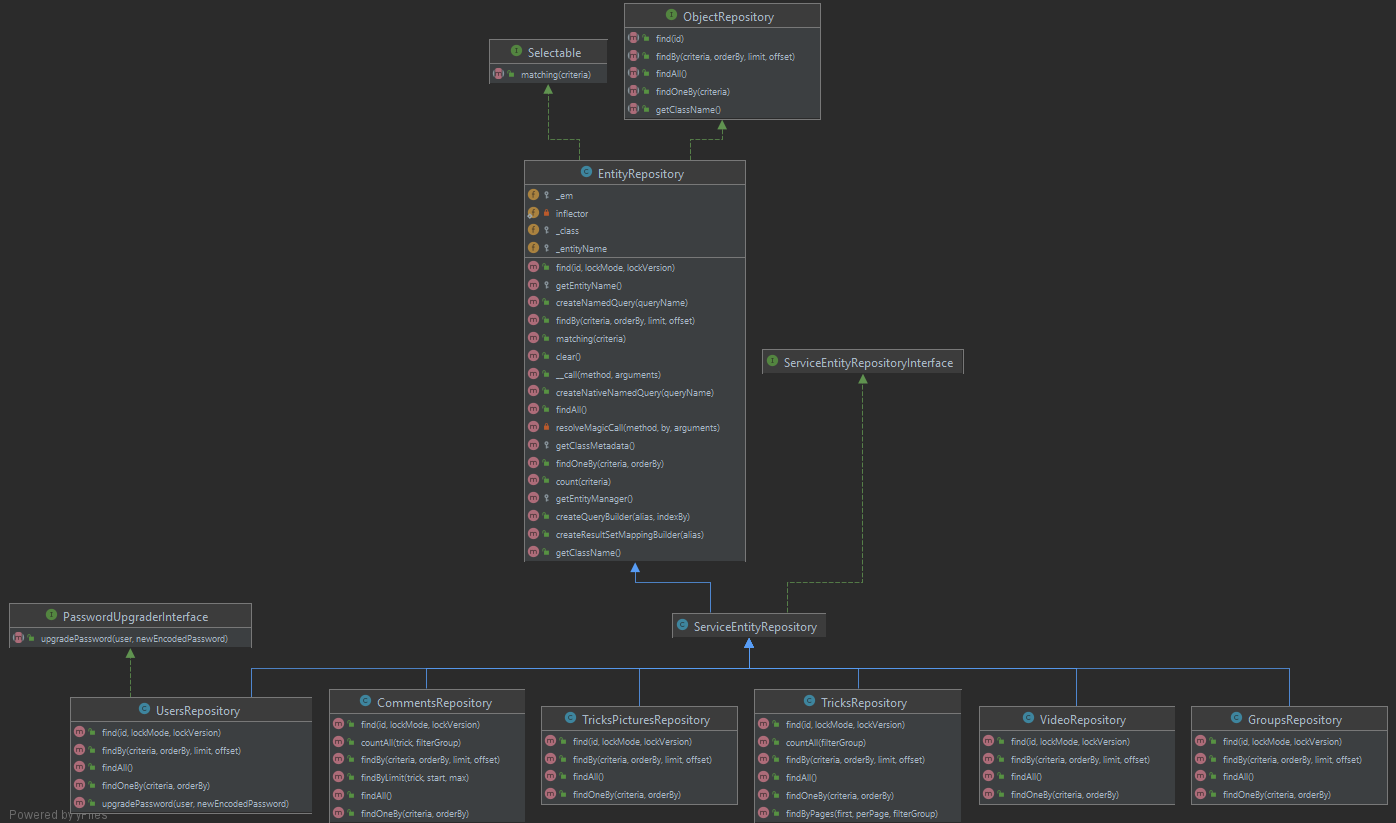 ObjectRepository
find(id)
findBy(criteria, orderBy, limit, offset)
findAll()
findOneBy(criteria)
getClassName()
Selectable
matching(criteria)
EntityRepository
_em
inflector
_class
_entityName
find(id, lockMode, lockVersion)
getEntityName()
createNamedQuery(queryName)
findBy(criteria, orderBy, limit, offset)
matching(criteria)
clear()
__call(method, arguments)
createNativeNamedQuery(queryName)
findAll()
resolveMagicCall(method, by, arguments)
getClassMetadata()
findOneBy(criteria, orderBy)
count(criteria)
getEntityManager()
createQueryBuilder(alias, indexBy)
createResultSetMappingBuilder(alias)
getClassName()
ServiceEntityRepositoryInterface
PasswordUpgraderInterface
upgradePassword(user, newEncodedPassword)
ServiceEntityRepository
UsersRepository
find(id, lockMode, lockVersion)
findBy(criteria, orderBy, limit, offset)
findAll()
findOneBy(criteria, orderBy)
upgradePassword(user, newEncodedPassword)
CommentsRepository
find(id, lockMode, lockVersion)
countAll(trick, filterGroup)
findBy(criteria, orderBy, limit, offset)
findByLimit(trick, start, max)
findAll()
findOneBy(criteria, orderBy)
TricksPicturesRepository
find(id, lockMode, lockVersion)
findBy(criteria, orderBy, limit, offset)
findAll()
findOneBy(criteria, orderBy)
TricksRepository
find(id, lockMode, lockVersion)
countAll(filterGroup)
findBy(criteria, orderBy, limit, offset)
findAll()
findOneBy(criteria, orderBy)
findByPages(first, perPage, filterGroup)
VideoRepository
find(id, lockMode, lockVersion)
findBy(criteria, orderBy, limit, offset)
findAll()
findOneBy(criteria, orderBy)
GroupsRepository
find(id, lockMode, lockVersion)
findBy(criteria, orderBy, limit, offset)
findAll()
findOneBy(criteria, orderBy)
Powered by yFiles